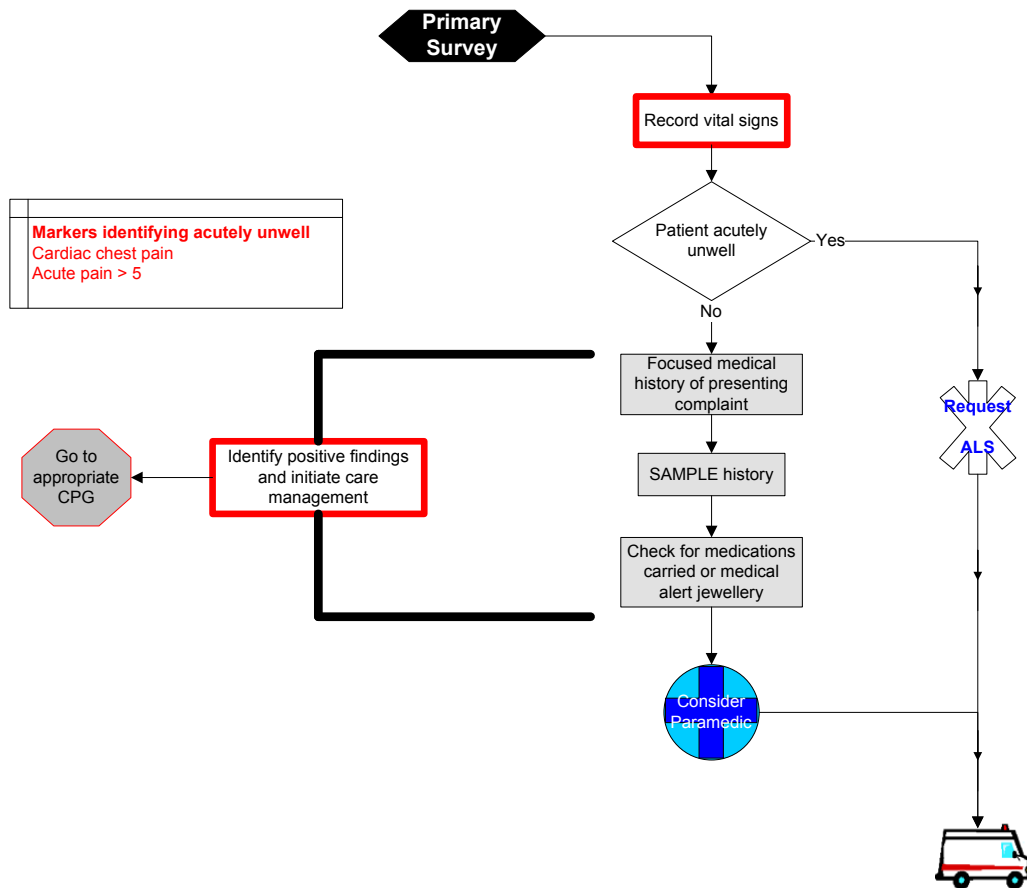 Primary
Survey
Record vital signs
Patient acutely
unwell
Yes
No
Markers identifying acutely unwell
Cardiac chest pain
Acute pain > 5
Focused medical
history of presenting
complaint
Request
ALS
Go to
appropriate
CPG
Identify positive findings
and initiate care
management
SAMPLE history
Check for medications
carried or medical
alert jewellery
Consider
Paramedic